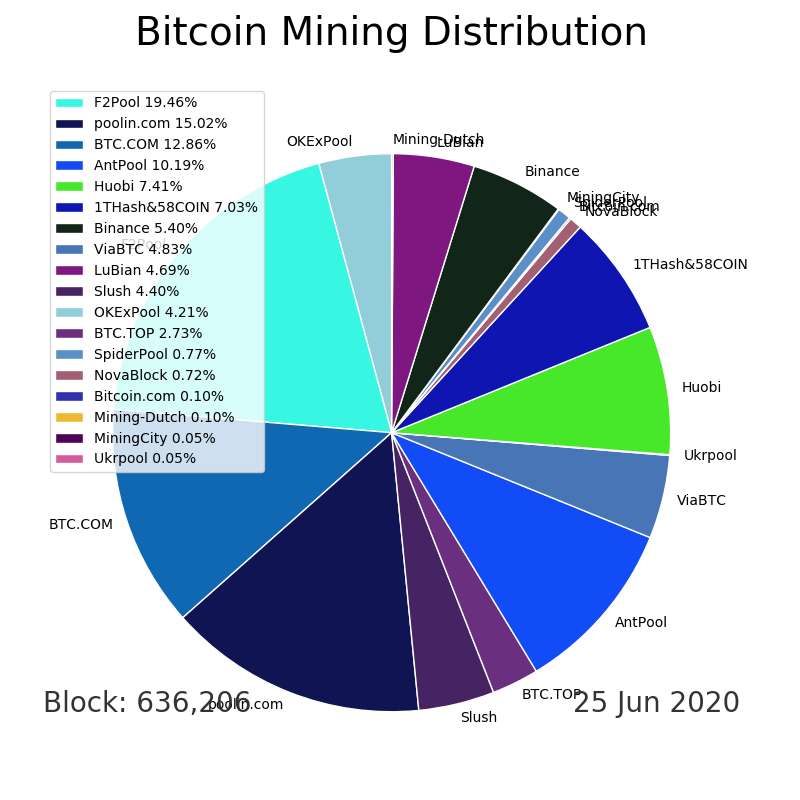 Bitcoin Mining Distribution
F2Pool 19.46%
poolin.com 15.02%
BTC.COM 12.86%
AntPool 10.19%
Huobi 7.41%
1THash&58COIN 7.03%
Binance 5.40%
ViaBTC 4.83%
LuBian 4.69%
Slush 4.40%
OKExPool 4.21%
BTC.TOP 2.73%
SpiderPool 0.77%
NovaBlock 0.72%
Bitcoin.com 0.10%
Mining-Dutch 0.10%
MiningCity 0.05%
Ukrpool 0.05%
OKExPool
Mining-Dutch
LuBian
Binance
MiningCity
SpiderPool
Bitcoin.com
NovaBlock
1THash&58COIN
Huobi
Ukrpool
ViaBTC
AntPool
BTC.TOP
Slush
poolin.com
BTC.COM
F2Pool
Block: 636,206
25 Jun 2020